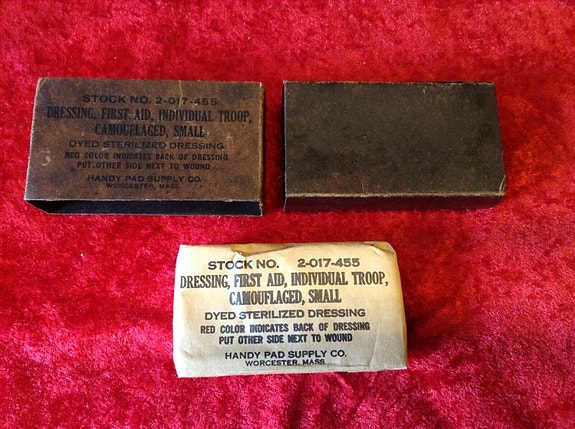 STOCK NO. 2-017-455
DRESSING, FIRST AID, INDIVIDUAL TROOP,
CAMOUFLAGED, SMALL
DYED STERILIZED DRESSING
RED COLOR INDICATES BACK OF DRESSING.
PUT OTHER SIDE NEXT TO WOUND
HANDY PAD SUPPLY CO.
WORCESTER, MASS.
STOCK NO. 2-017-455
DRESSING, FIRST AID, INDIVIDUAL TROOP,
CAMOUFLAGED, SMALL
DYED STERILIZED DRESSING
RED COLOR INDICATES BACK OF DRESSING
PUT OTHER SIDE NEXT TO WOUND
HANDY PAD SUPPLY CO.
WORCESTER, MASS.